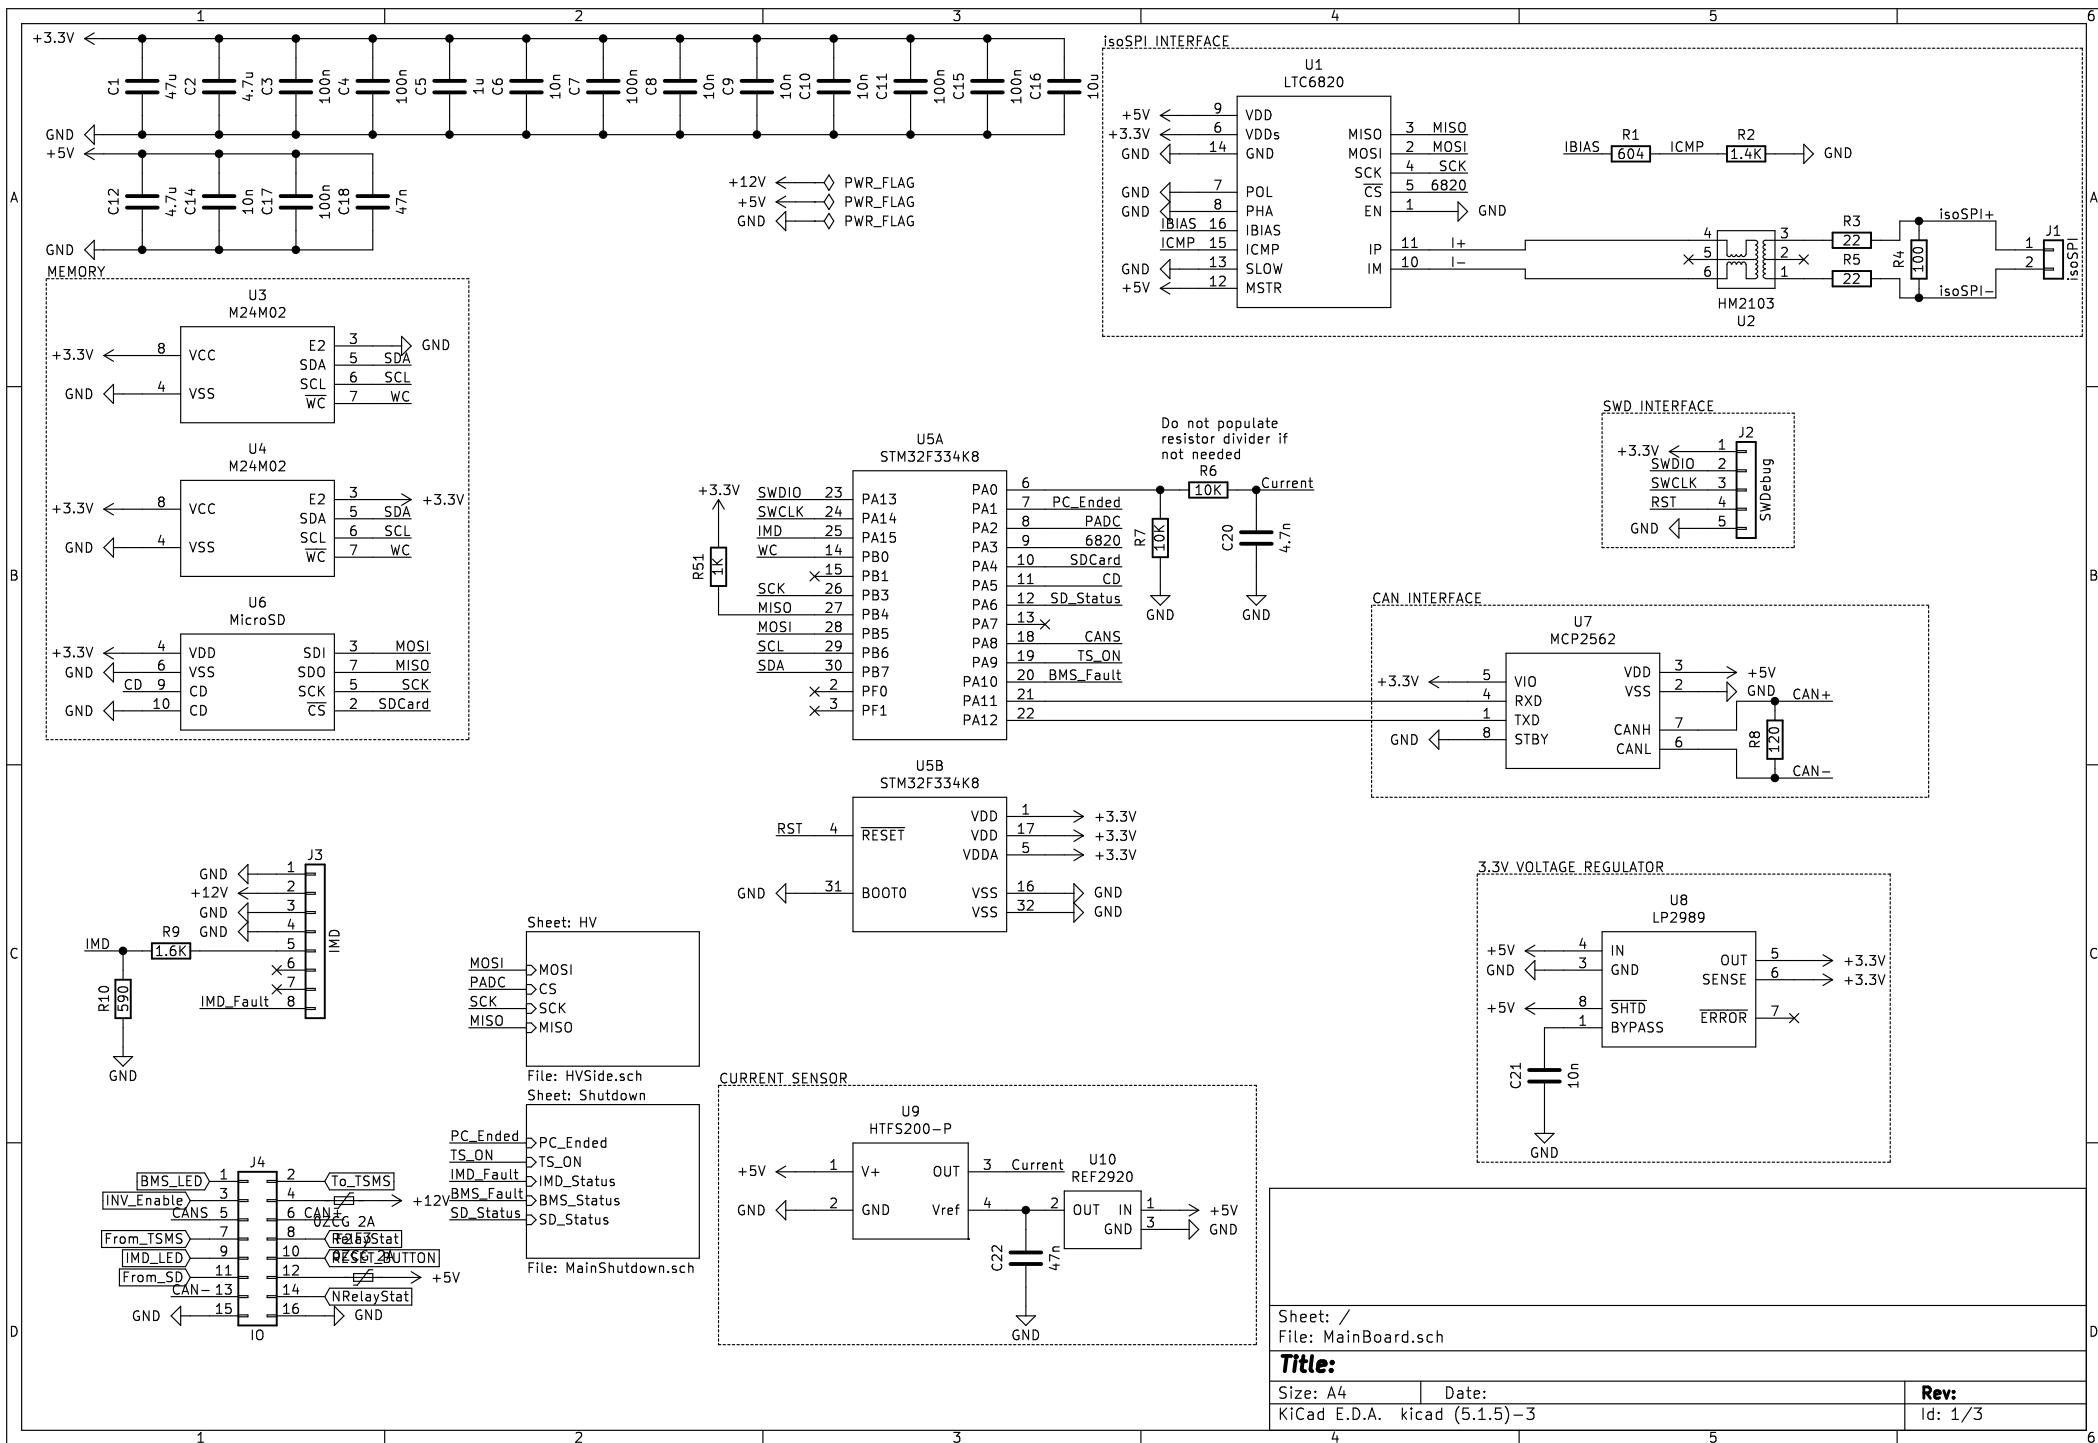 1 2 3 4 5 6
A
B
C
D
+3.3V
C1 47u
C2 4.7u
C3 100n
C4 100n
C5 1u
C6 10n
C7 100n
C8 10n
C9 10n
C10 10n
C11 100n
C15 100n
C16 10u
GND
+5V
C12 4.7u
C14 10n
C17 100n
C18 47n
GND
+12V PWR_FLAG
+5V PWR_FLAG
GND PWR_FLAG
isoSPI INTERFACE
U1
LTC6820
+5V 9 VDD
+3.3V 6 VDDs
GND 14 GND
GND 7 POL
GND 8 PHA
IBIAS 16 IBIAS
ICMP 15 ICMP
GND 13 SLOW
+5V 12 MSTR
MISO 3 MISO
MOSI 2 MOSI
SCK 4 SCK
CS 5 6820
EN 1 GND
IP 11 I+
IM 10 I-
IBIAS R1 604 ICMP R2 1.4K GND
4 5 6
3 2 1
HM2103
U2
R3 22
R5 22
R4 100
isoSPI+
isoSPI-
J1
1
2
isoSPI
MEMORY
U3
M24M02
+3.3V 8 VCC
GND 4 VSS
E2 3 GND
SDA 5 SDA
SCL 6 SCL
WC 7 WC
U4
M24M02
+3.3V 8 VCC
GND 4 VSS
E2 3 +3.3V
SDA 5 SDA
SCL 6 SCL
WC 7 WC
U6
MicroSD
+3.3V 4 VDD
GND 6 VSS
CD 9 CD
GND 10 CD
SDI 3 MOSI
SDO 7 MISO
SCK 5 SCK
CS 2 SDCard
+3.3V
R51 1K
U5A
STM32F334K8
SWDIO 23 PA13
SWCLK 24 PA14
IMD 25 PA15
WC 14 PB0
15 PB1
SCK 26 PB3
MISO 27 PB4
MOSI 28 PB5
SCL 29 PB6
SDA 30 PB7
2 PF0
3 PF1
PA0 6
PA1 7 PC_Ended
PA2 8 PADC
PA3 9 6820
PA4 10 SDCard
PA5 11 CD
PA6 12 SD_Status
PA7 13
PA8 18 CANS
PA9 19 TS_ON
PA10 20 BMS_Fault
PA11 21
PA12 22
Do not populate
resistor divider if
not needed
R6 10K Current
R7 10K
C20 4.7n
GND
GND
SWD INTERFACE
J2
+3.3V 1
SWDIO 2
SWCLK 3
RST 4
GND 5
SWDebug
CAN INTERFACE
U7
MCP2562
+3.3V 5 VIO
4 RXD
1 TXD
GND 8 STBY
VDD 3 +5V
VSS 2 GND
CANH 7
CANL 6
R8 120
CAN+
CAN-
U5B
STM32F334K8
RST 4 RESET
GND 31 BOOT0
VDD 1 +3.3V
VDD 17 +3.3V
VDDA 5 +3.3V
VSS 16 GND
VSS 32 GND
J3
GND 1
+12V 2
GND 3
GND 4
5
6
7
IMD_Fault 8
IMD
IMD
R9
1.6K
R10 590
GND
Sheet: HV
MOSI MOSI
PADC CS
SCK SCK
MISO MISO
File: HVSide.sch
Sheet: Shutdown
PC_Ended PC_Ended
TS_ON TS_ON
IMD_Fault IMD_Status
BMS_Fault BMS_Status
SD_Status SD_Status
File: MainShutdown.sch
3.3V VOLTAGE REGULATOR
U8
LP2989
+5V 4 IN
GND 3 GND
+5V 8 SHTD
1 BYPASS
OUT 5 +3.3V
SENSE 6 +3.3V
ERROR 7
C21 10n
GND
CURRENT SENSOR
U9
HTFS200-P
+5V 1 V+
GND 2 GND
OUT 3 Current
Vref 4
U10
REF2920
2 OUT IN 1 +5V
GND 3 GND
C22 47n
GND
J4
BMS_LED 1 2 To_TSMS
INV_Enable 3 4 +12V
CANS 5 6 CAN+
0ZCG 2A
From_TSMS 7 8 RelayStat
IMD_LED 9 10 RESET_BUTTON
0ZCG 2A
From_SD 11 12 +5V
CAN- 13 14 NRelayStat
GND 15 16 GND
IO
Sheet: /
File: MainBoard.sch
Title:
Size: A4 Date: Rev:
KiCad E.D.A. kicad (5.1.5)-3 Id: 1/3
1 2 3 4 5 6